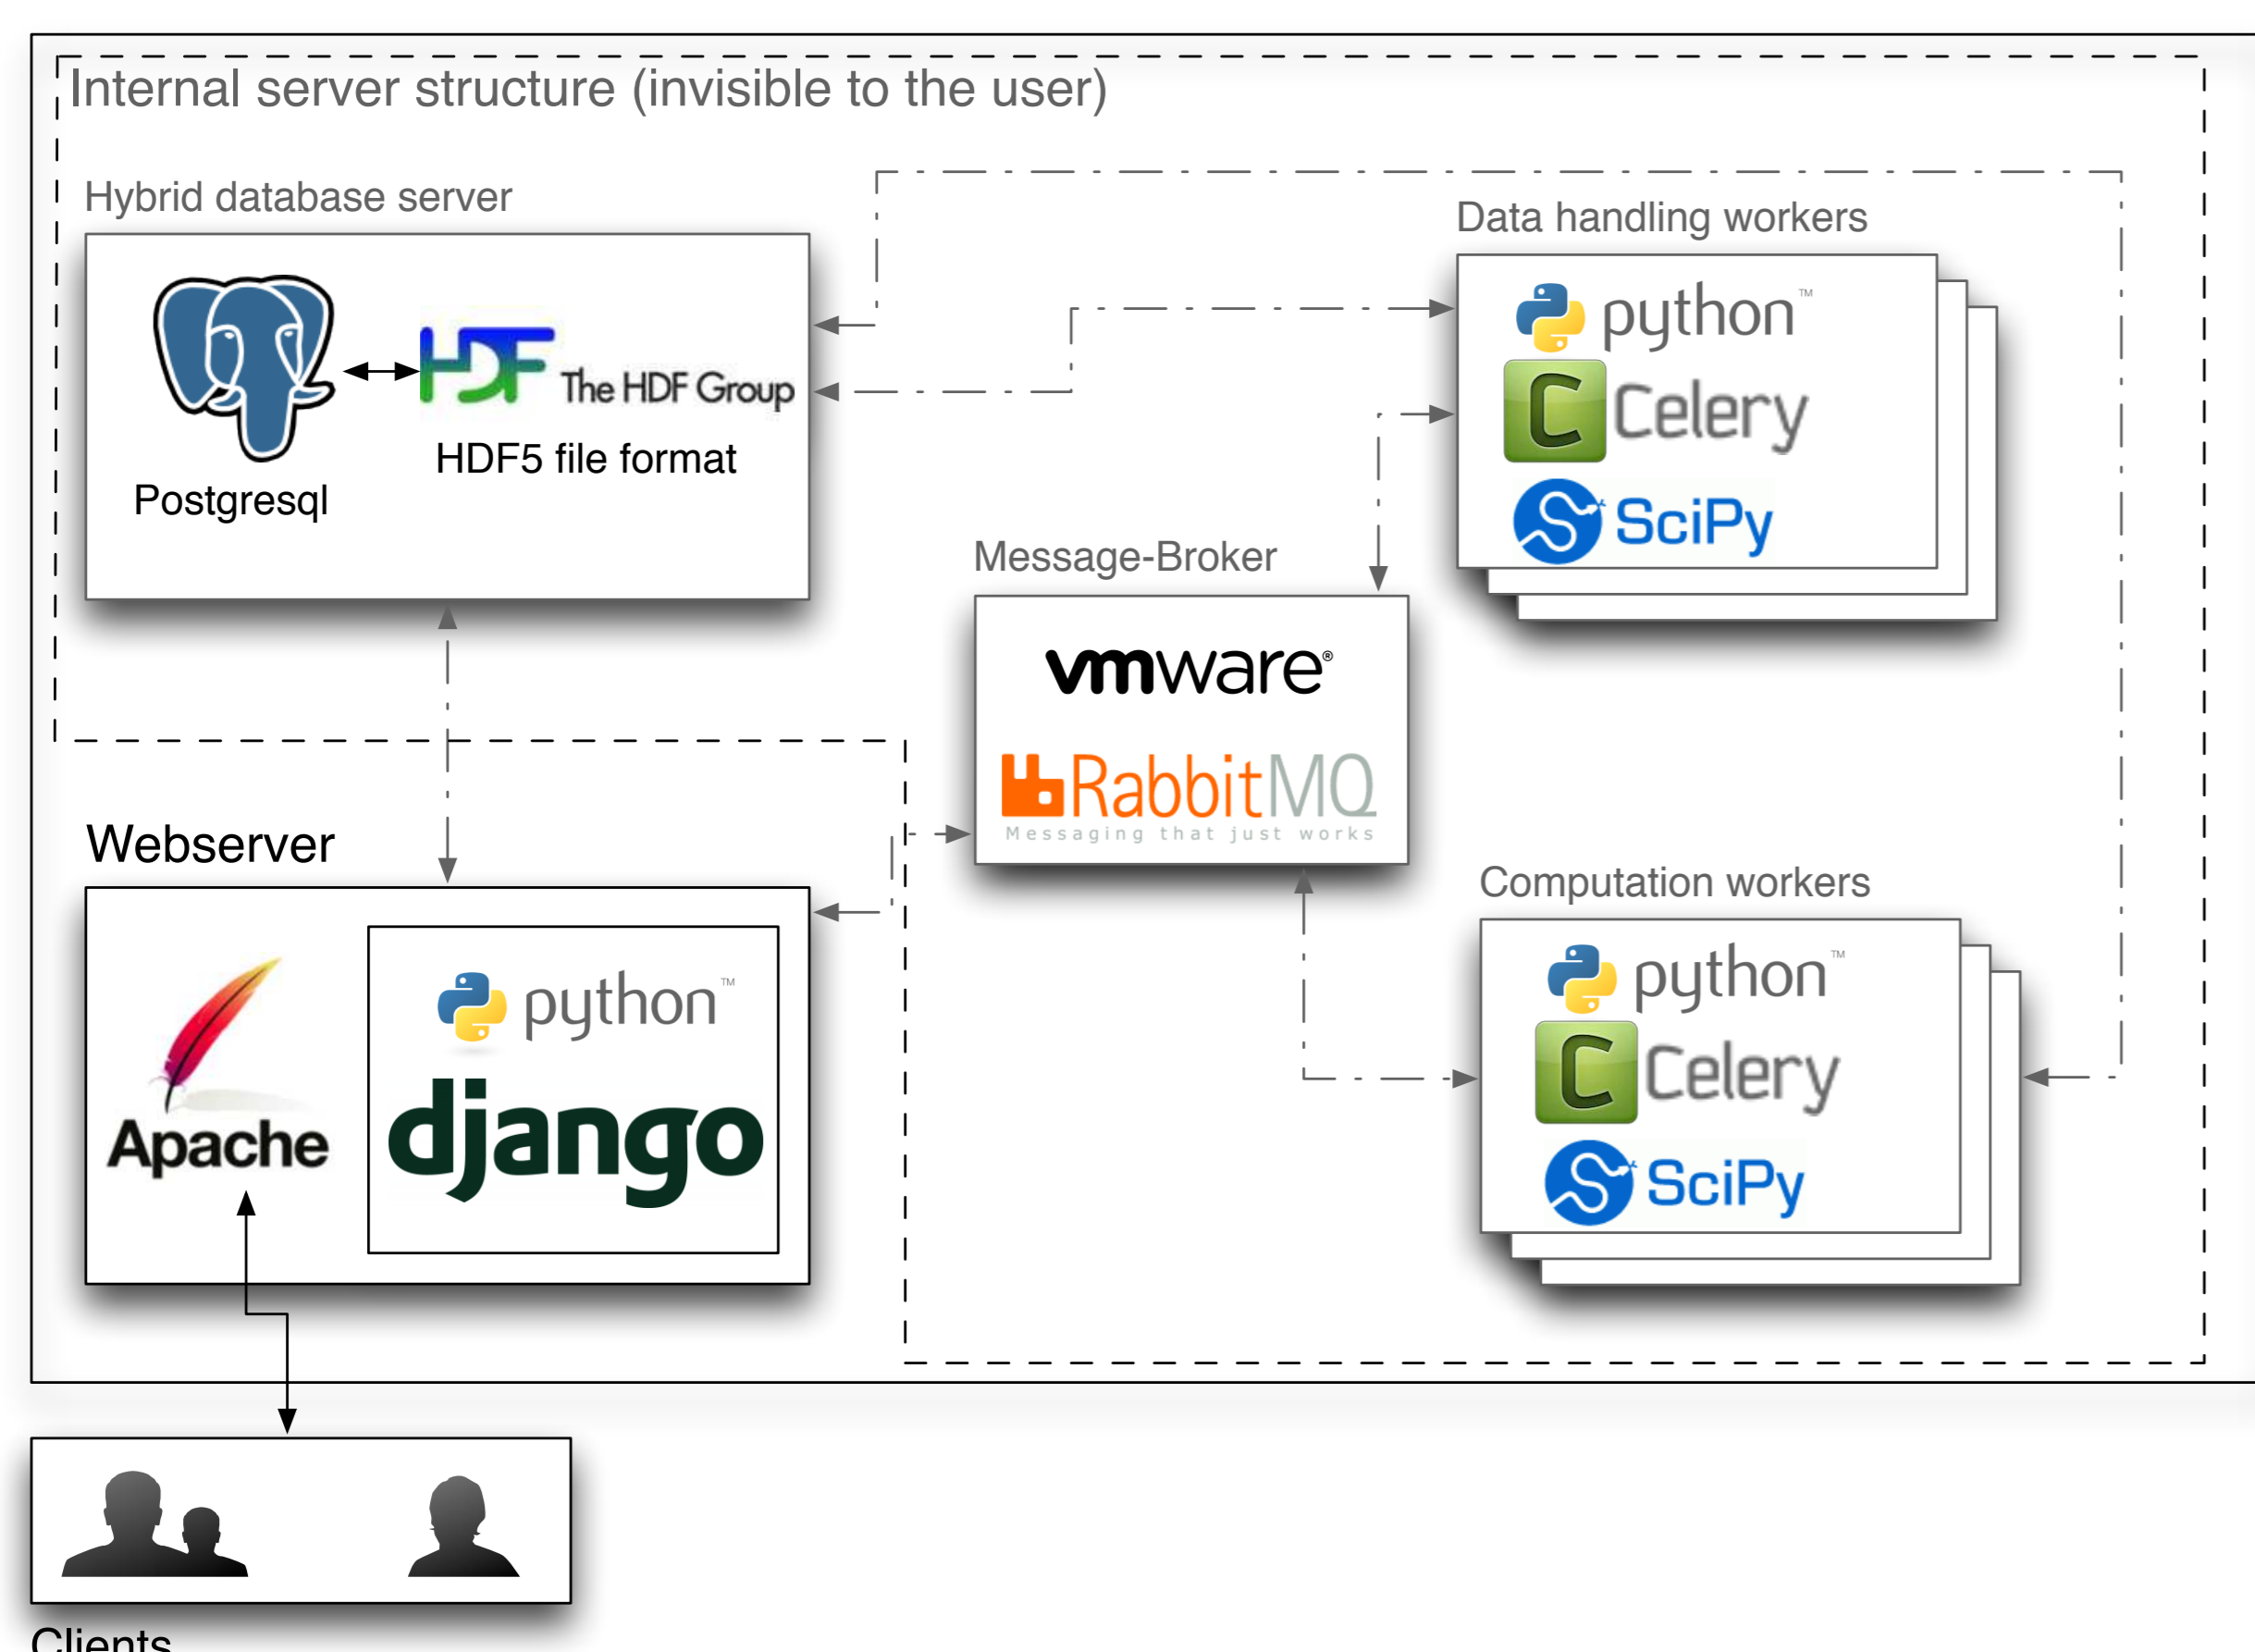 Internal server structure (invisible to the user)
Hybrid database server
The HDF Group
HDF5 file format
Postgresql
Data handling workers
python™
C Celery
SciPy
Message-Broker
vmware®
RabbitMQ
Messaging that just works
Webserver
Apache
python™
django
Computation workers
python™
C Celery
SciPy
Clients